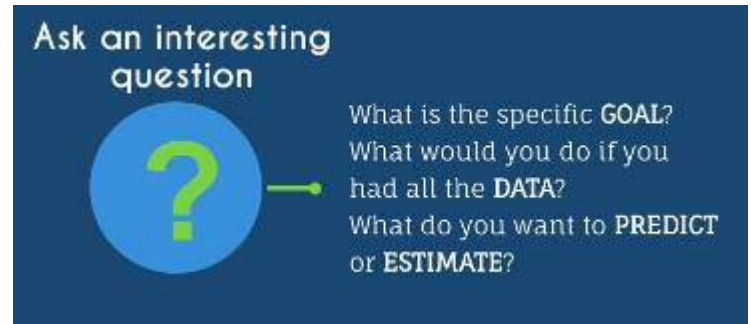 Ask an interesting
question
?
What is the specific GOAL?
What would you do if you
had all the DATA?
What do you want to PREDICT
or ESTIMATE?